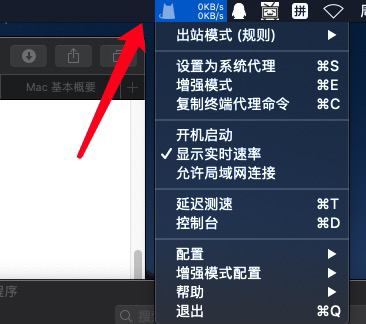 0KB/s
0KB/s
拼
出站模式 (规则)
设置为系统代理 ⌘S
增强模式 ⌘E
复制终端代理命令 ⌘C
Mac 基本概要
开机启动
✓显示实时速率
允许局域网连接
延迟测速 ⌘T
控制台 ⌘D
配置
增强模式配置
程序
帮助
退出 ⌘Q